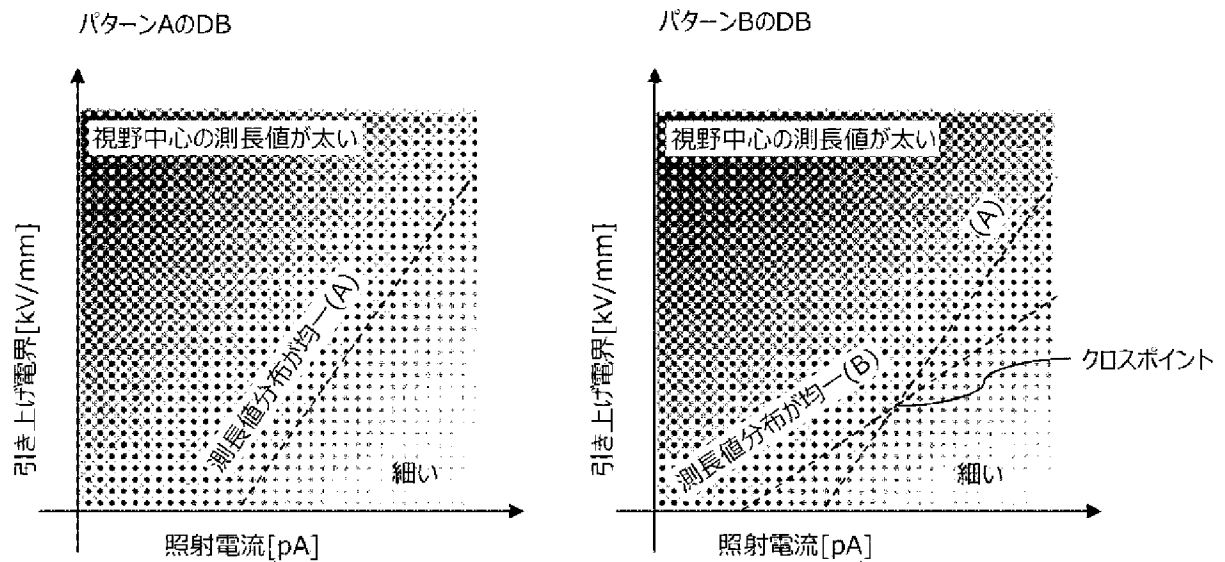 パターンAのDB
視野中心の測長値が太い
測長値分布が均一(A)
細い
引き上げ電界[kV/mm]
照射電流[pA]
パターンBのDB
視野中心の測長値が太い
(A)
測長値分布が均一(B)
クロスポイント
細い
引き上げ電界[kV/mm]
照射電流[pA]